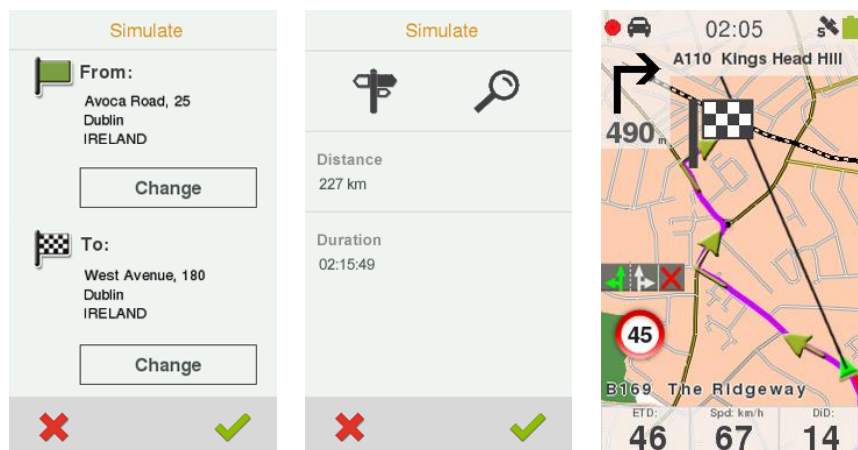 Simulate
From:
Avoca Road, 25
Dublin
IRELAND
Change
To:
West Avenue, 180
Dublin
IRELAND
Change
Simulate
Distance
227 km
Duration
02:15:49
02:05
S
A110 Kings Head Hill
490 m
45
B169 The Ridgeway
ETD: Spd: km/h DiD:
46 67 14